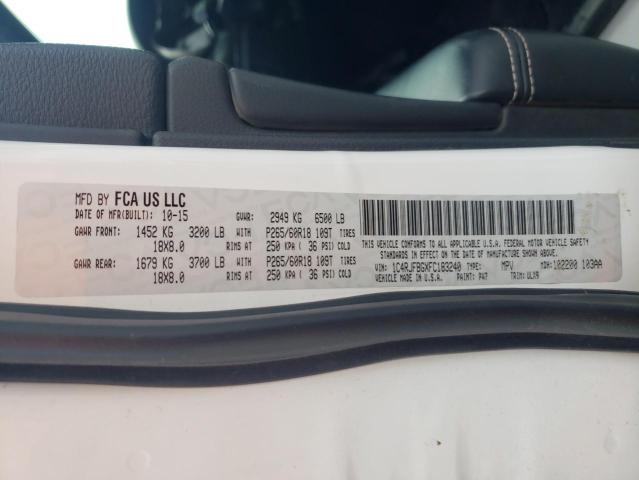 MFD BY FCA US LLC
DATE OF MFR(BUILT): 10-15 GVWR: 2949 KG 6500 LB
GAWR FRONT: 1452 KG 3200 LB WITH P265/60R18 109T TIRES
18X8.0 RIMS AT 250 KPA ( 36 PSI) COLD
GAWR REAR: 1679 KG 3700 LB WITH P265/60R18 109T TIRES
18X8.0 RIMS AT 250 KPA ( 36 PSI) COLD
THIS VEHICLE CONFORMS TO ALL APPLICABLE U.S.A. FEDERAL MOTOR VEHICLE SAFETY
STANDARDS IN EFFECT ON THE DATE OF MANUFACTURE SHOWN ABOVE.
VIN: 1C4RJFBGXFC183240 TYPE: MPV MDH: 102200 103AA
VEHICLE MADE IN U.S.A. PAINT: PW7 TRIM: